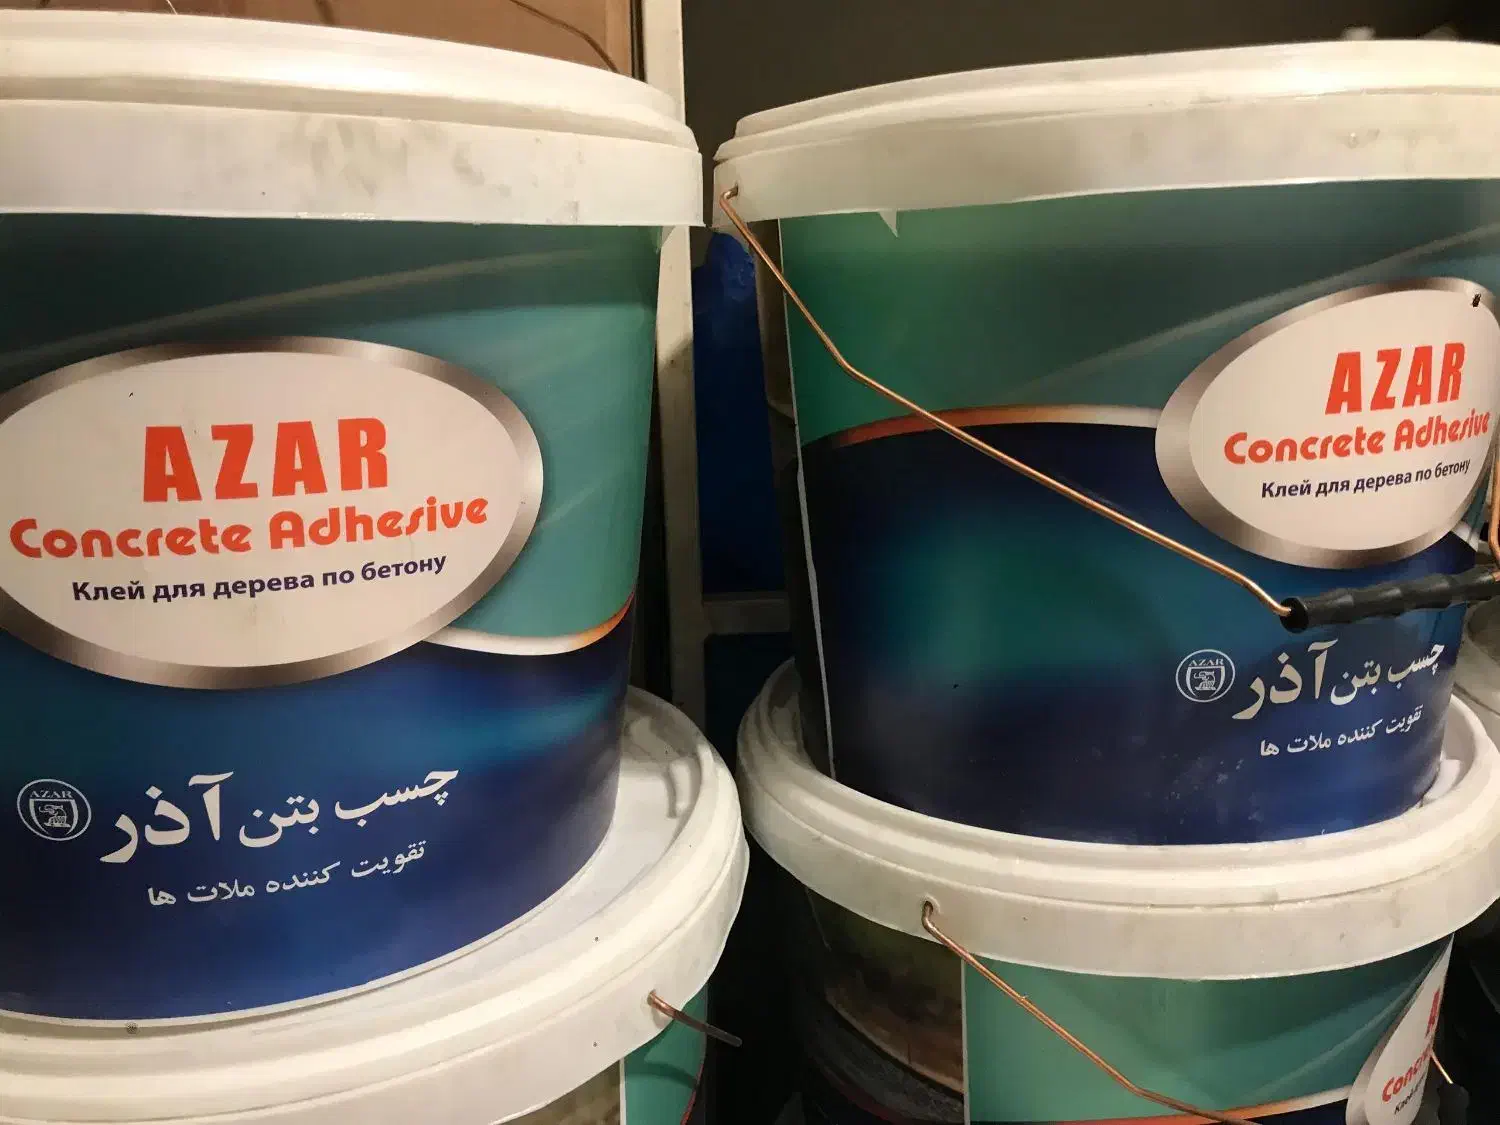 AZAR
Concrete Adhesive
Клей для дерева по бетону
AZAR
چسب بتن آذر
تقویت کننده ملات ها
AZAR
Concrete Adhesive
Клей для дерева по бетону
AZAR
چسب بتن آذر
تقویت کننده ملات ها